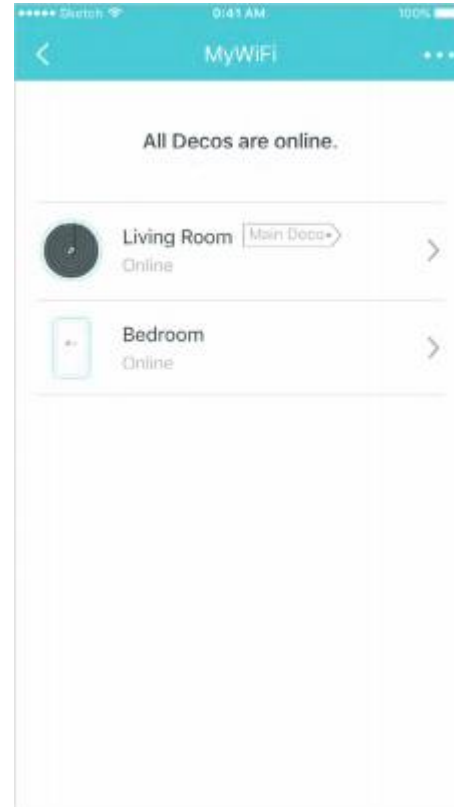 Sketch 9:41 AM 100%
MyWiFi
All Decos are online.
Living Room Main Deco
Online
Bedroom
Online